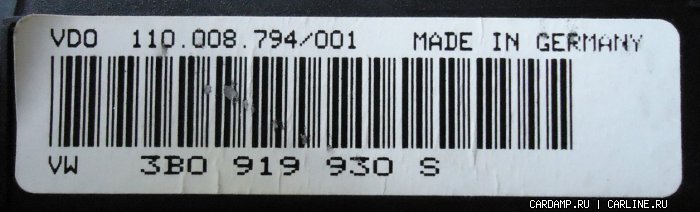 VDO 110.008.794/001 MADE IN GERMANY
VW 3B0 919 930 S
CARDAMP.RU | CARLINE.RU